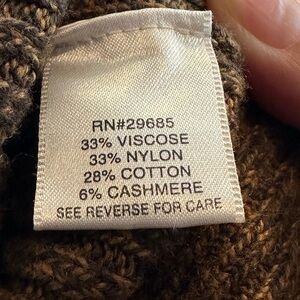 RN#29685
33% VISCOSE
33% NYLON
28% COTTON
6% CASHMERE
SEE REVERSE FOR CARE